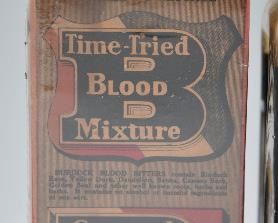 Time-Tried
BLOOD
Mixture
BURDOCK BLOOD BITTERS contain Burdock
Root, Yellow Dock, Dandelion, Senna, Cascara Bark,
Golden Seal and other well known roots, herbs and
barks. It contains no alcohol or harmful ingredients
of any sort.